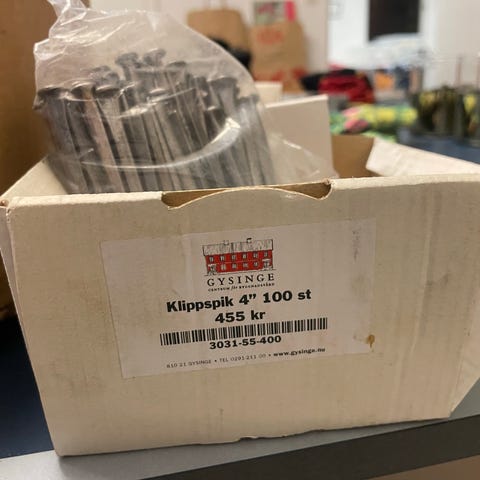 GYSINGE
CENTRUM för BYGGNADSVÅRD
Klippspik 4" 100 st
455 kr
3031-55-400
810 21 GYSINGE • TEL 0291-211 00 • www.gysinge.nu